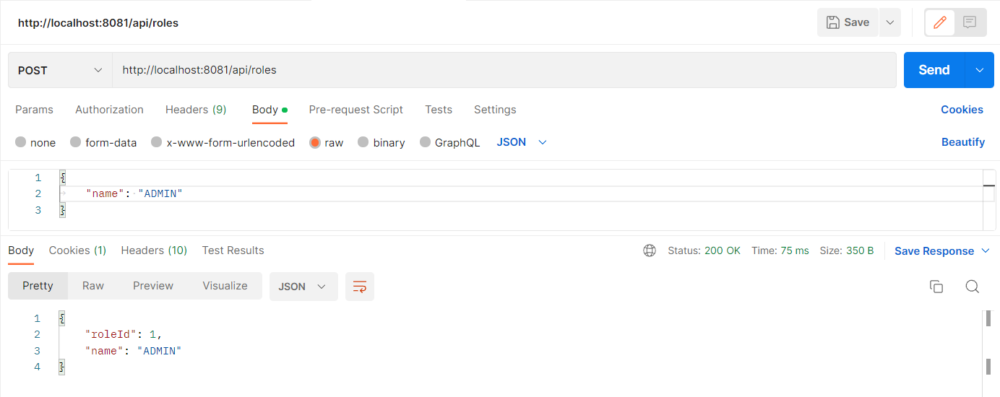 http://localhost:8081/api/roles Save
POST http://localhost:8081/api/roles Send
Params Authorization Headers (9) Body Pre-request Script Tests Settings Cookies
none form-data x-www-form-urlencoded raw binary GraphQL JSON Beautify
1 {
2 "name": "ADMIN"
3 }
Body Cookies (1) Headers (10) Test Results Status: 200 OK Time: 75 ms Size: 350 B Save Response
Pretty Raw Preview Visualize JSON
1 {
2 "roleId": 1,
3 "name": "ADMIN"
4 }